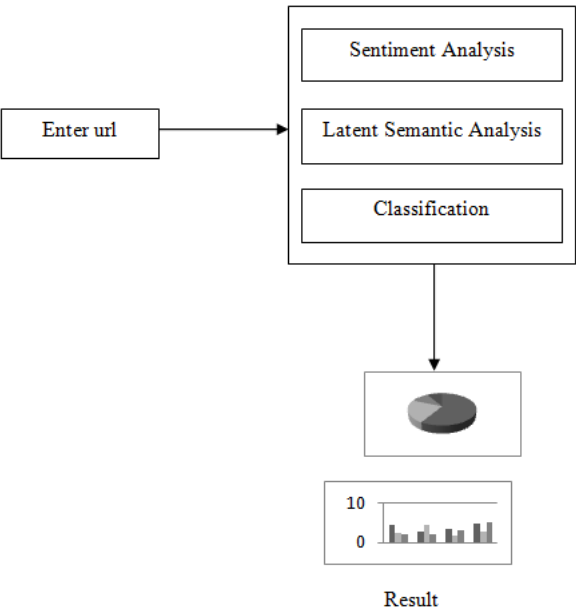 Sentiment Analysis
Enter url
Latent Semantic Analysis
Classification
10
0
Result